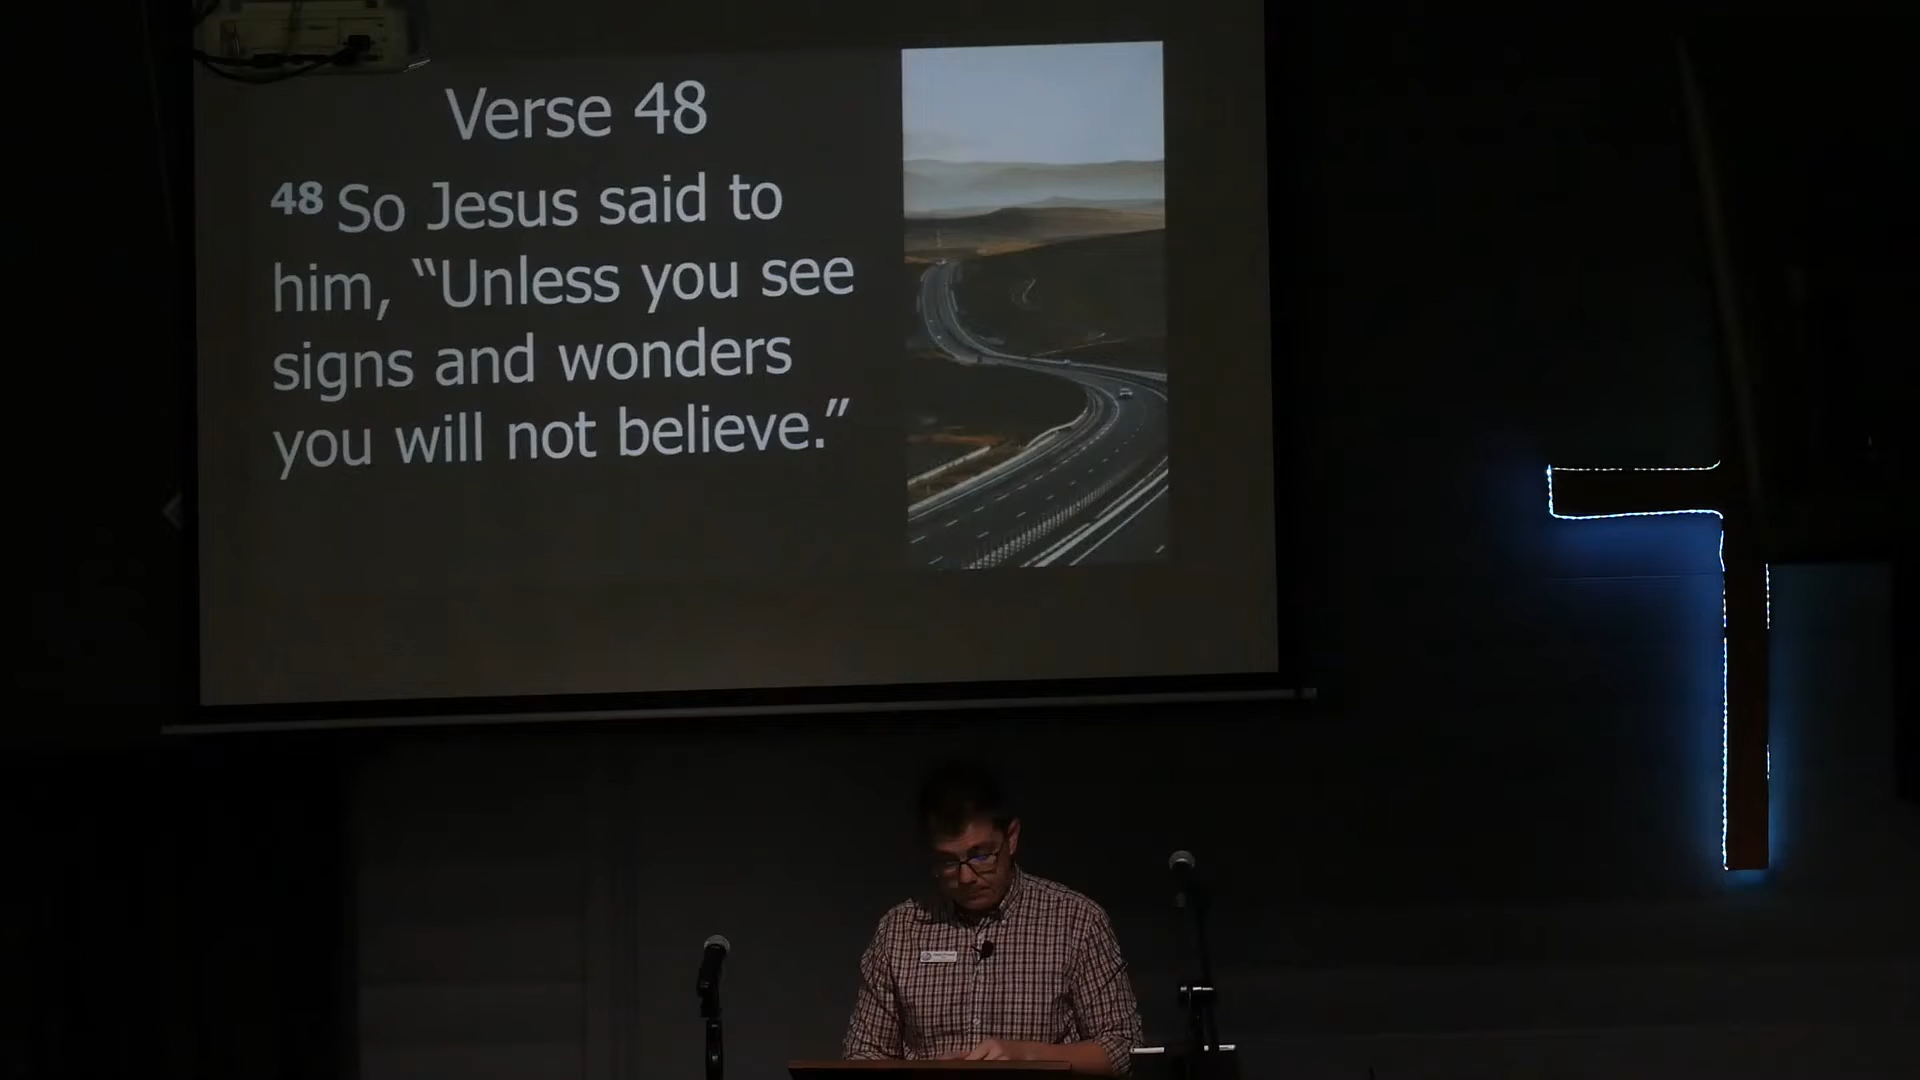 Verse 48
48 So Jesus said to
him, “Unless you see
signs and wonders
you will not believe.”